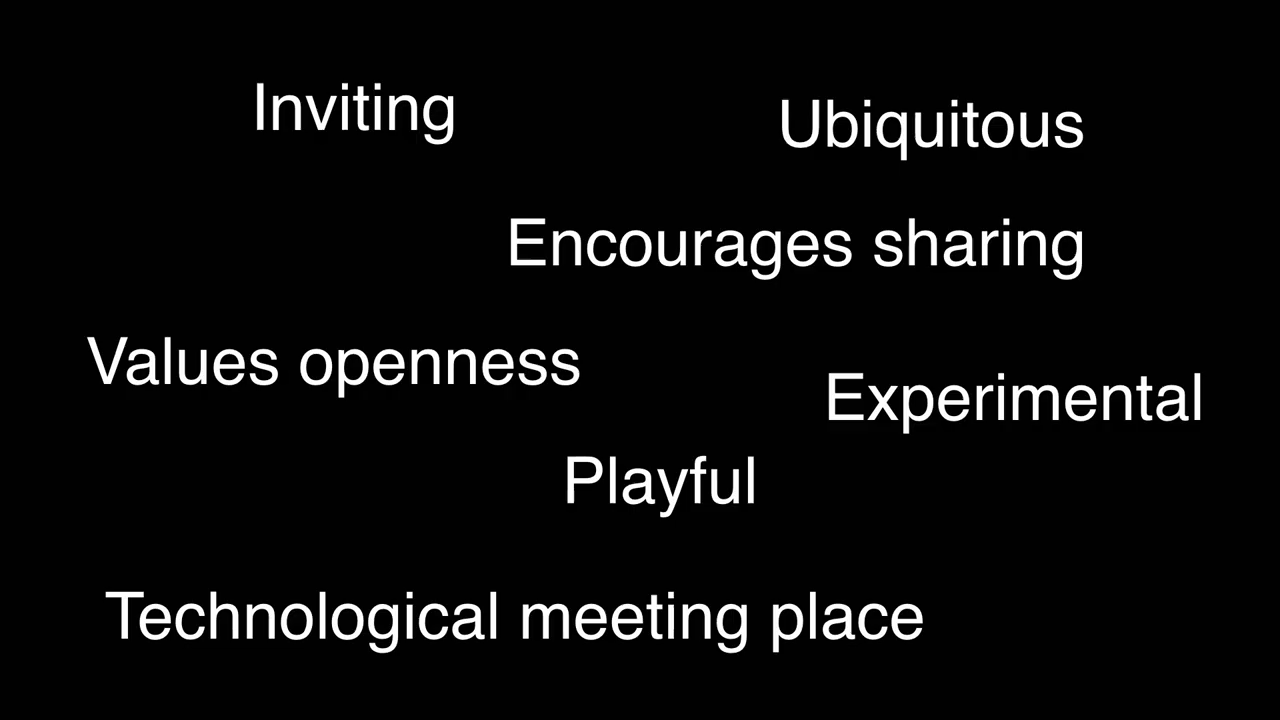 Inviting
Ubiquitous
Encourages sharing
Values openness
Experimental
Playful
Technological meeting place